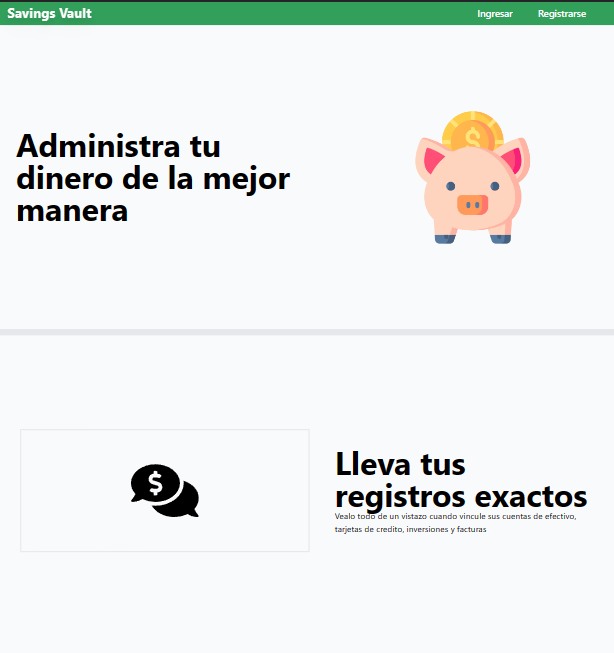 Savings Vault
Ingresar
Registrarse
Administra tu
dinero de la mejor
manera
Lleva tus
registros exactos
Vealo todo de un vistazo cuando vincule sus cuentas de efectivo,
tarjetas de credito, inversiones y facturas